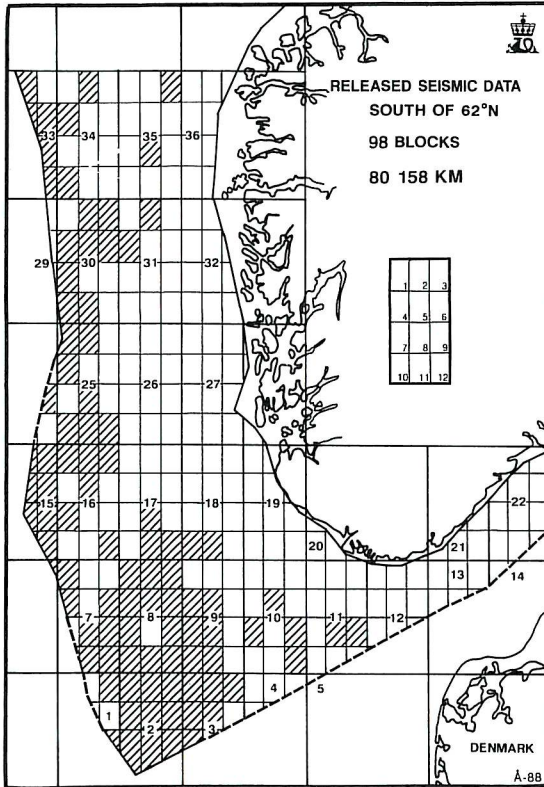 RELEASED SEISMIC DATA
SOUTH OF 62°N
98 BLOCKS
80 158 KM
33 34 35 36
29 30 31 32
1 2 3
4 5 6
7 8 9
10 11 12
25 26 27
15 16 17 18 19 22
20 21
13 14
7 8 9 10 11 12
4 5
1 2 3
DENMARK
Å-88